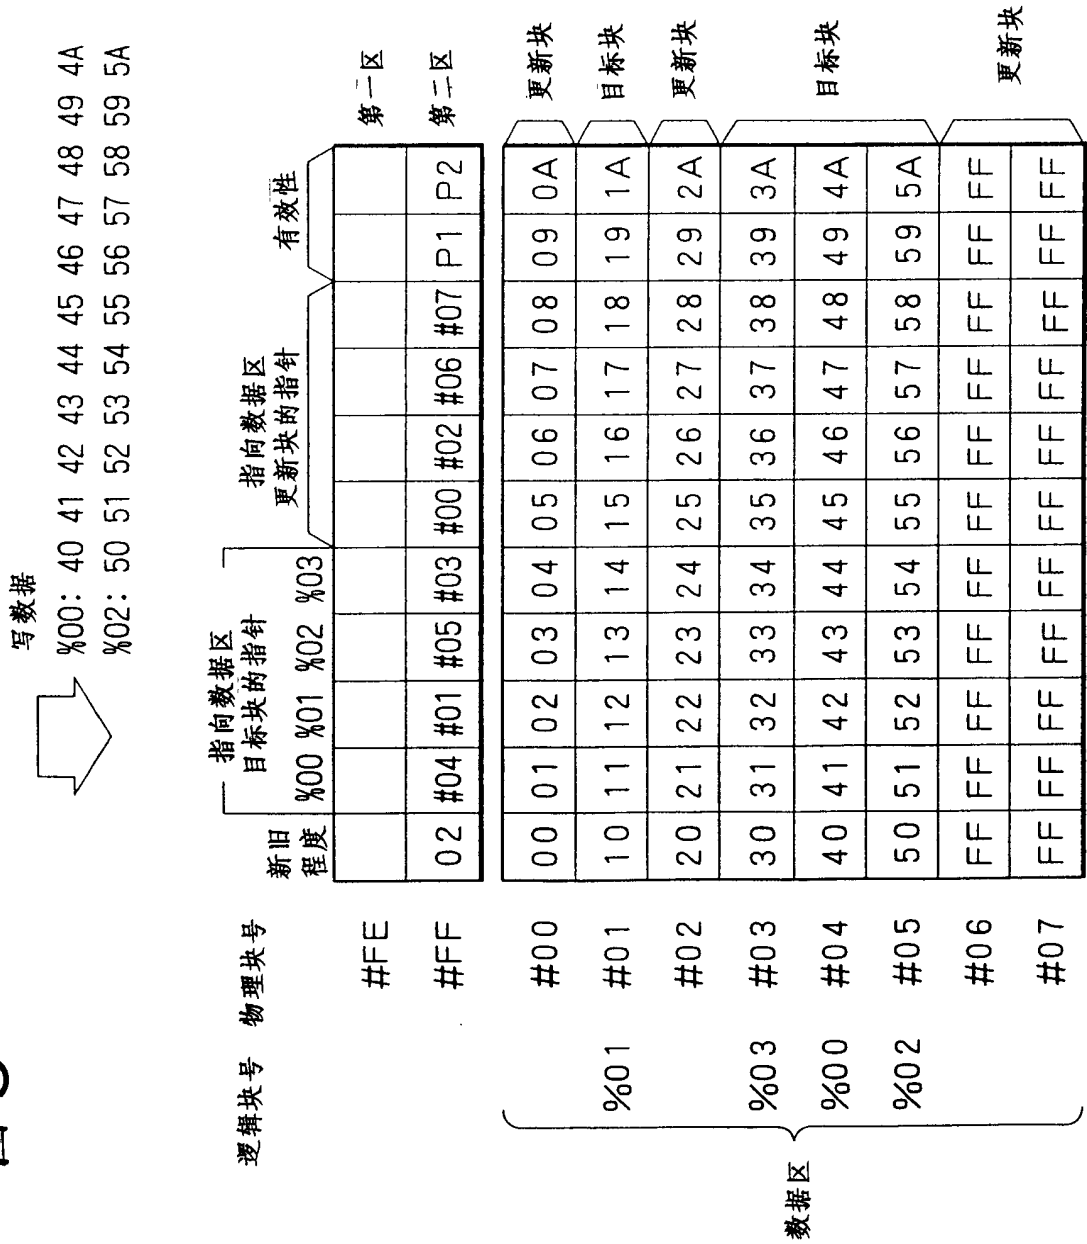 写数据
%00: 40 41 42 43 44 45 46 47 48 49 4A
%02: 50 51 52 53 54 55 56 57 58 59 5A
逻辑块号 物理块号 新旧程度 指向数据区目标块的指针 指向数据区更新块的指针 有效性
%00 %01 %02 %03
#FE 第一区
#FF 02 #04 #01 #05 #03 #00 #02 #06 #07 P1 P2 第二区
#00 00 01 02 03 04 05 06 07 08 09 0A 更新块
%01 #01 10 11 12 13 14 15 16 17 18 19 1A 目标块
#02 20 21 22 23 24 25 26 27 28 29 2A 更新块
%03 #03 30 31 32 33 34 35 36 37 38 39 3A
%00 #04 40 41 42 43 44 45 46 47 48 49 4A 目标块
%02 #05 50 51 52 53 54 55 56 57 58 59 5A
#06 FF FF FF FF FF FF FF FF FF FF FF
#07 FF FF FF FF FF FF FF FF FF FF FF 更新块
数据区